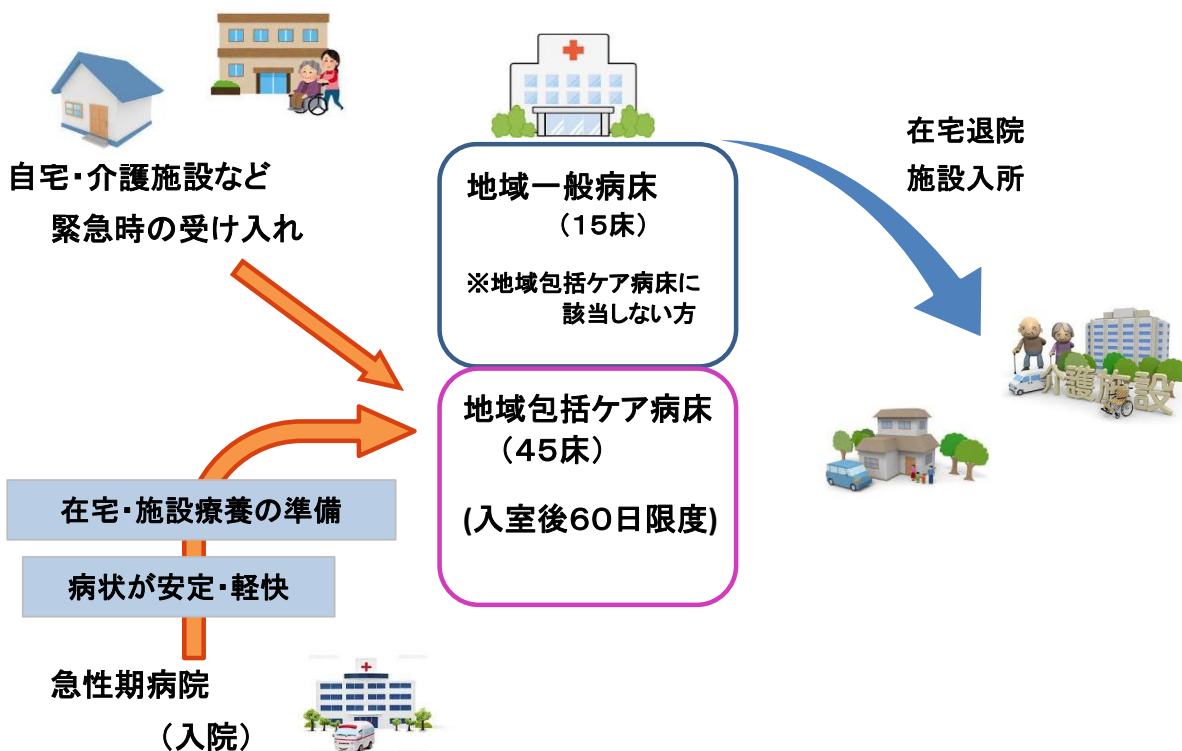 自宅・介護施設など
緊急時の受け入れ
地域一般病床
（15床）
※地域包括ケア病床に
該当しない方
在宅退院
施設入所
介護施設
地域包括ケア病床
（45床）
(入室後60日限度)
在宅・施設療養の準備
病状が安定・軽快
急性期病院
（入院）